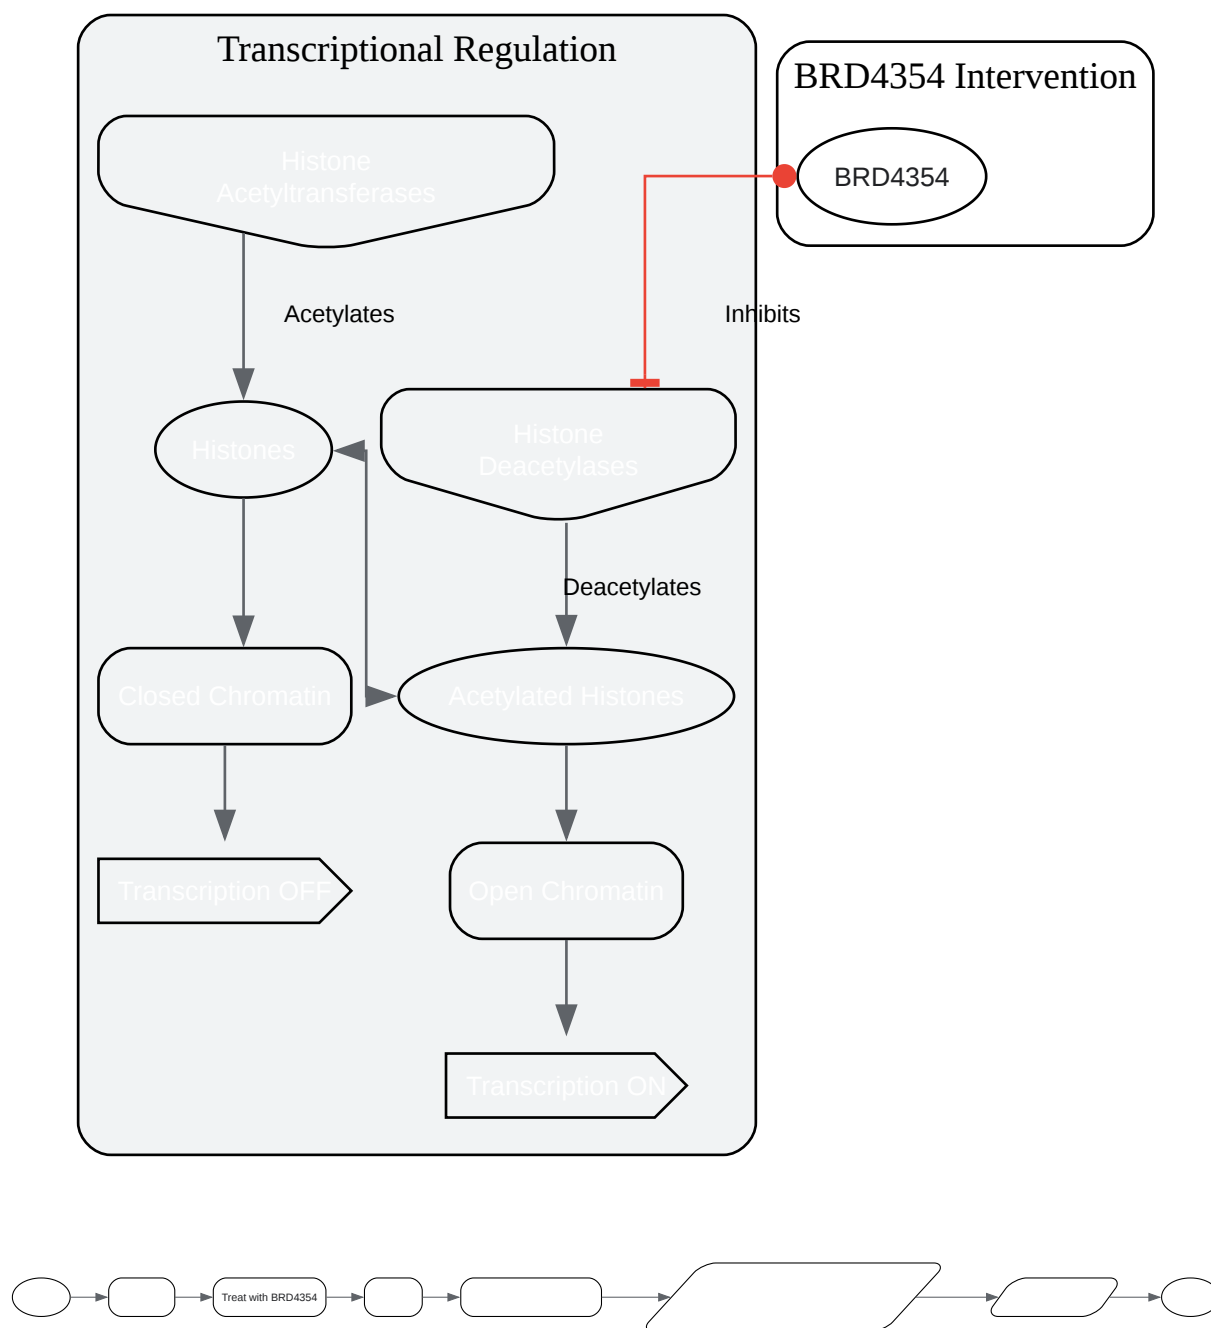 Transcriptional Regulation
BRD4354 Intervention
Histone
Acetyltransferases
BRD4354
Acetylates
Inhibits
Histones
Histone
Deacetylases
Deacetylates
Closed Chromatin
Acetylated Histones
Transcription OFF
Open Chromatin
Transcription ON
Treat with BRD4354